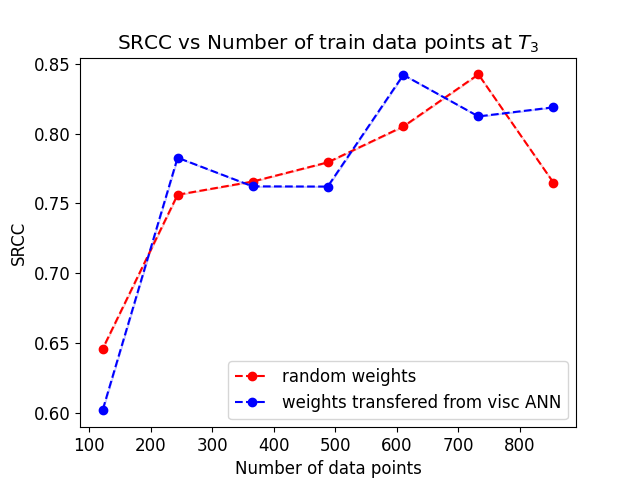 SRCC vs Number of train data points at $T_3$
0.85
0.80
0.75
0.70
0.65
0.60
SRCC
random weights
weights transfered from visc ANN
100 200 300 400 500 600 700 800
Number of data points